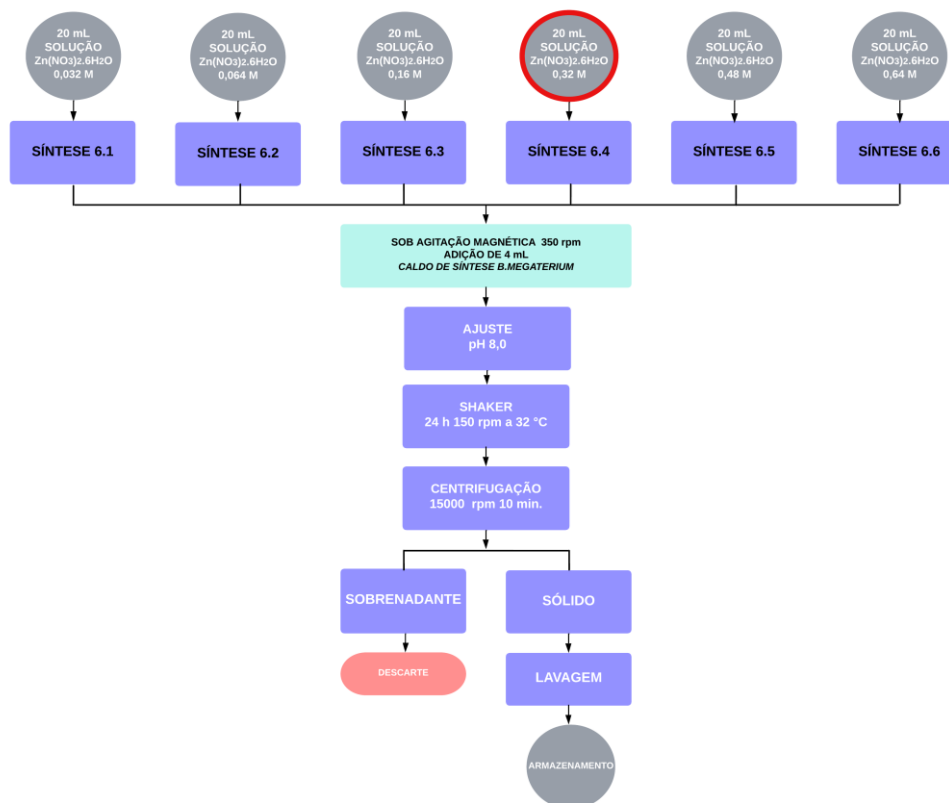 20 mL
SOLUÇÃO
Zn(NO3)2.6H2O
0,032 M
20 mL
SOLUÇÃO
Zn(NO3)2.6H2O
0,064 M
20 mL
SOLUÇÃO
Zn(NO3)2.6H2O
0,16 M
20 mL
SOLUÇÃO
Zn(NO3)2.6H2O
0,32 M
20 mL
SOLUÇÃO
Zn(NO3)2.6H2O
0,48 M
20 mL
SOLUÇÃO
Zn(NO3)2.6H2O
0,64 M
SÍNTESE 6.1
SÍNTESE 6.2
SÍNTESE 6.3
SÍNTESE 6.4
SÍNTESE 6.5
SÍNTESE 6.6
SOB AGITAÇÃO MAGNÉTICA 350 rpm
ADIÇÃO DE 4 mL
CALDO DE SÍNTESE B.MEGATERIUM
AJUSTE
pH 8,0
SHAKER
24 h 150 rpm a 32 °C
CENTRIFUGAÇÃO
15000 rpm 10 min.
SOBRENADANTE
SÓLIDO
DESCARTE
LAVAGEM
ARMAZENAMENTO